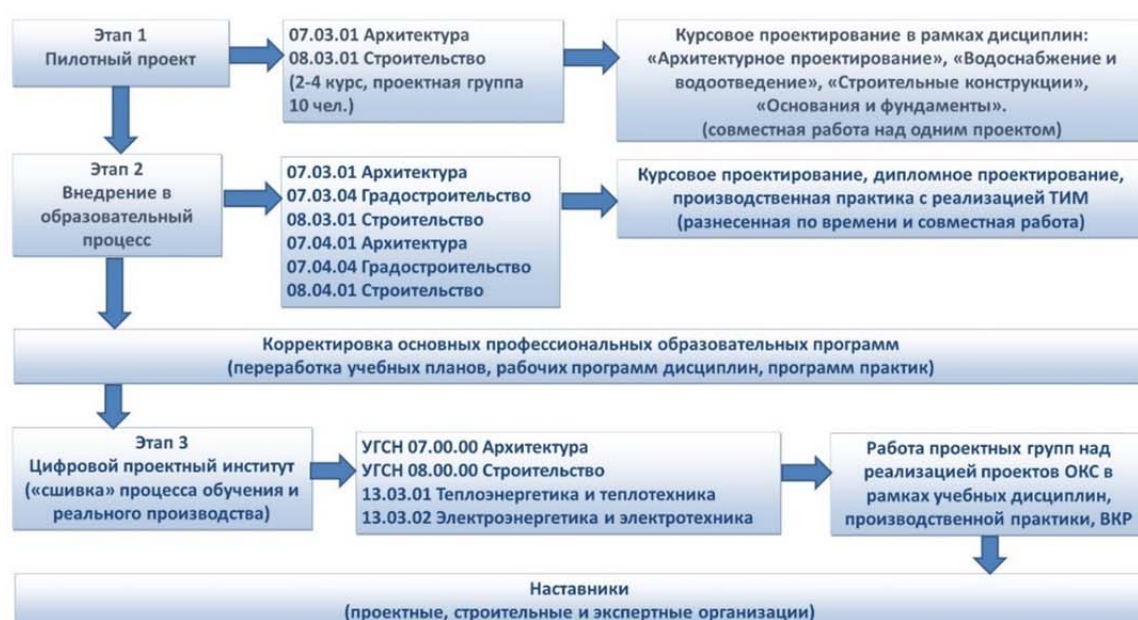 Этап 1
Пилотный проект
07.03.01 Архитектура
08.03.01 Строительство
(2-4 курс, проектная группа
10 чел.)
Курсовое проектирование в рамках дисциплин:
«Архитектурное проектирование», «Водоснабжение и
водоотведение», «Строительные конструкции»,
«Основания и фундаменты».
(совместная работа над одним проектом)
Этап 2
Внедрение в
образовательный
процесс
07.03.01 Архитектура
07.03.04 Градостроительство
08.03.01 Строительство
07.04.01 Архитектура
07.04.04 Градостроительство
08.04.01 Строительство
Курсовое проектирование, дипломное проектирование,
производственная практика с реализацией ТИМ
(разнесенная по времени и совместная работа)
Корректировка основных профессиональных образовательных программ
(переработка учебных планов, рабочих программ дисциплин, программ практик)
Этап 3
Цифровой проектный институт
(«сшивка» процесса обучения и
реального производства)
УГСН 07.00.00 Архитектура
УГСН 08.00.00 Строительство
13.03.01 Теплоэнергетика и теплотехника
13.03.02 Электроэнергетика и электротехника
Работа проектных групп над
реализацией проектов ОКС в
рамках учебных дисциплин,
производственной практики, ВКР
Наставники
(проектные, строительные и экспертные организации)